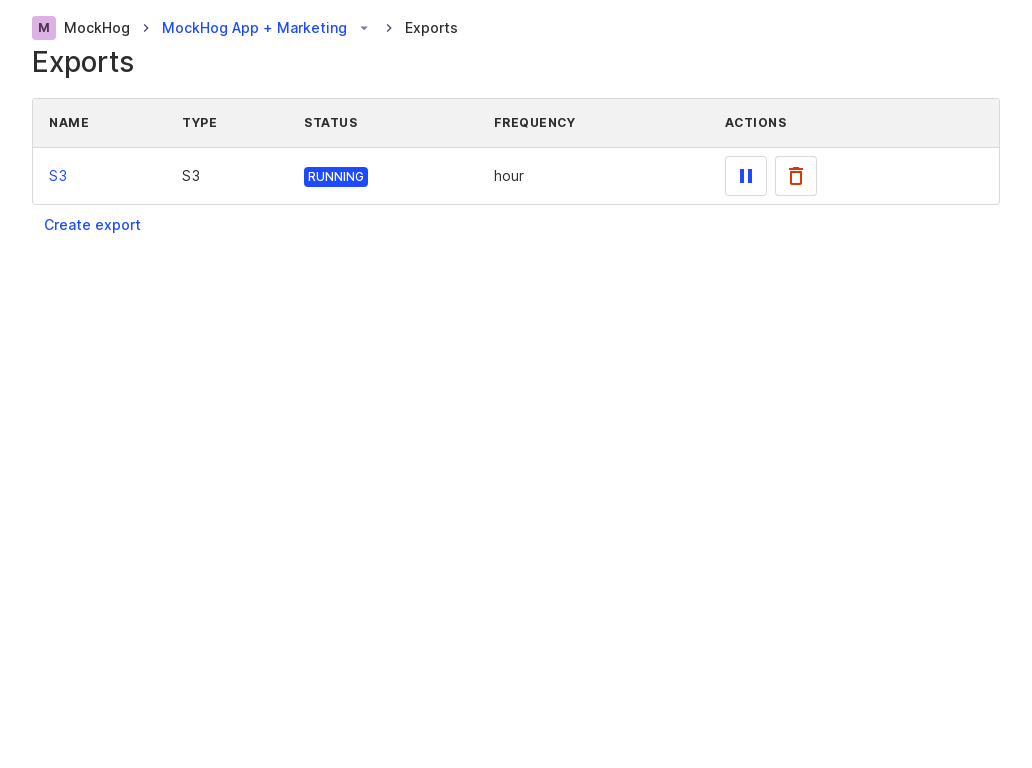 M MockHog MockHog App + Marketing Exports
Exports
NAME TYPE STATUS FREQUENCY ACTIONS
S3 S3 RUNNING hour
Create export